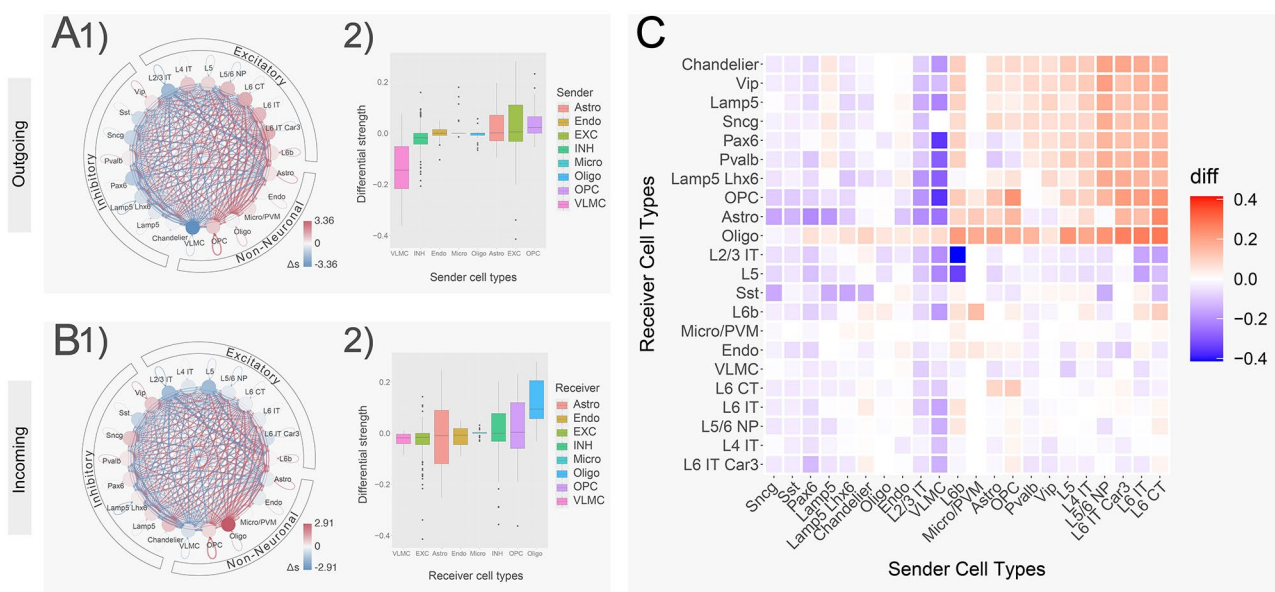 Outgoing
A1)
Excitatory
Inhibitory
Non-Neuronal
L2/3 IT
L4 IT
L5
L5/6 NP
L6 CT
L6 IT
L6 IT Car3
L6b
Astro
Endo
Micro/PVM
Oligo
OPC
VLMC
Chandelier
Lamp5
Lamp5 Lhx6
Pax6
Pvalb
Sncg
Sst
Vip
3.36
0
Δs -3.36
2)
Differential strength
0.2
0.0
−0.2
−0.4
VLMC INH Endo Micro Oligo Astro EXC OPC
Sender cell types
Sender
Astro
Endo
EXC
INH
Micro
Oligo
OPC
VLMC
Incoming
B1)
Excitatory
Inhibitory
Non-Neuronal
L2/3 IT
L4 IT
L5
L5/6 NP
L6 CT
L6 IT
L6 IT Car3
L6b
Astro
Endo
Micro/PVM
Oligo
OPC
VLMC
Chandelier
Lamp5
Lamp5 Lhx6
Pax6
Pvalb
Sncg
Sst
Vip
2.91
0
Δs -2.91
2)
Differential strength
0.2
0.0
−0.2
−0.4
VLMC EXC Astro Endo Micro INH OPC Oligo
Receiver cell types
Receiver
Astro
Endo
EXC
INH
Micro
Oligo
OPC
VLMC
C
Receiver Cell Types
Chandelier
Vip
Lamp5
Sncg
Pax6
Pvalb
Lamp5 Lhx6
OPC
Astro
Oligo
L2/3 IT
L5
Sst
L6b
Micro/PVM
Endo
VLMC
L6 CT
L6 IT
L5/6 NP
L4 IT
L6 IT Car3
Sncg
Sst
Pax6
Lamp5
Lamp5 Lhx6
Chandelier
Oligo
Endo
L2/3 IT
VLMC
L6b
Micro/PVM
Astro
OPC
Pvalb
Vip
L5
L4 IT
L5/6 NP
L6 IT Car3
L6 IT
L6 CT
Sender Cell Types
diff
0.4
0.2
0.0
−0.2
−0.4